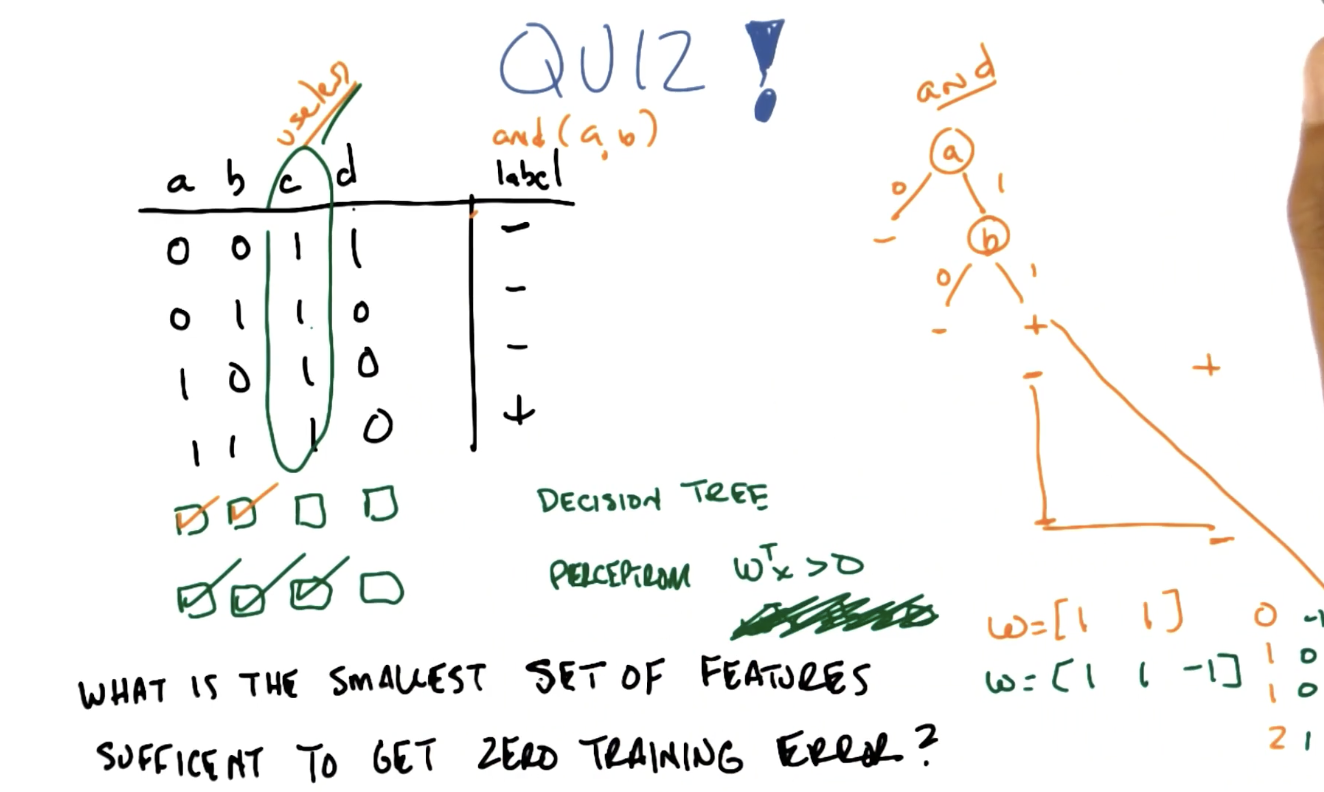 QUIZ !
useless
and (a, b)
and
a b c d label
0 0 1 1 -
0 1 1 0 -
1 0 1 0 -
1 1 1 0 +
a
0 1
- b
0 1
- +
- +
-
DECISION TREE
PERCEPTRON wᵀx > 0
w=[1 1]
w=[1 1 -1]
0 -1
1 0
1 0
2 1
WHAT IS THE SMALLEST SET OF FEATURES
SUFFICENT TO GET ZERO TRAINING ERROR?